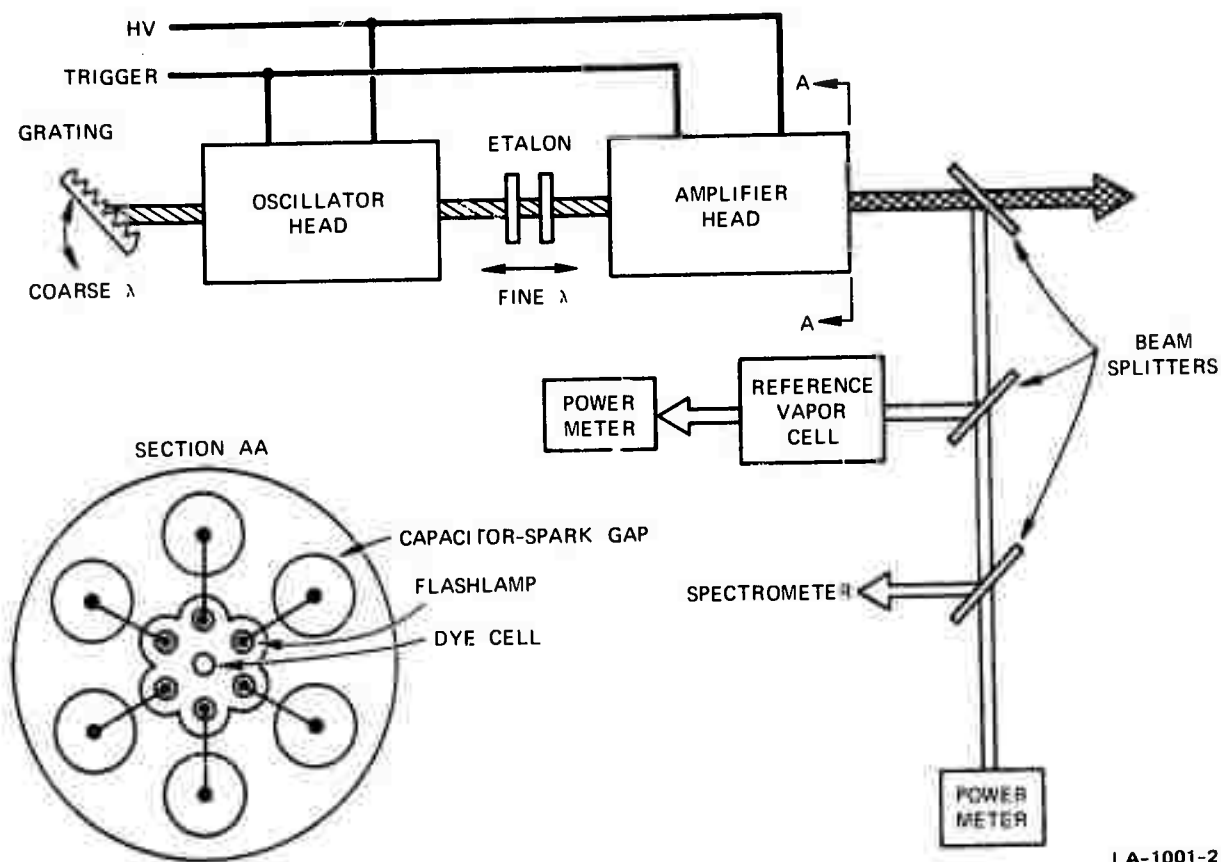 HV
TRIGGER
A
GRATING
ETALON
OSCILLATOR
HEAD
AMPLIFIER
HEAD
COARSE λ
FINE λ
A
BEAM
SPLITTERS
POWER
METER
REFERENCE
VAPOR
CELL
SECTION AA
CAPACITOR-SPARK GAP
FLASHLAMP
DYE CELL
SPECTROMETER
POWER
METER
LA-1001-2